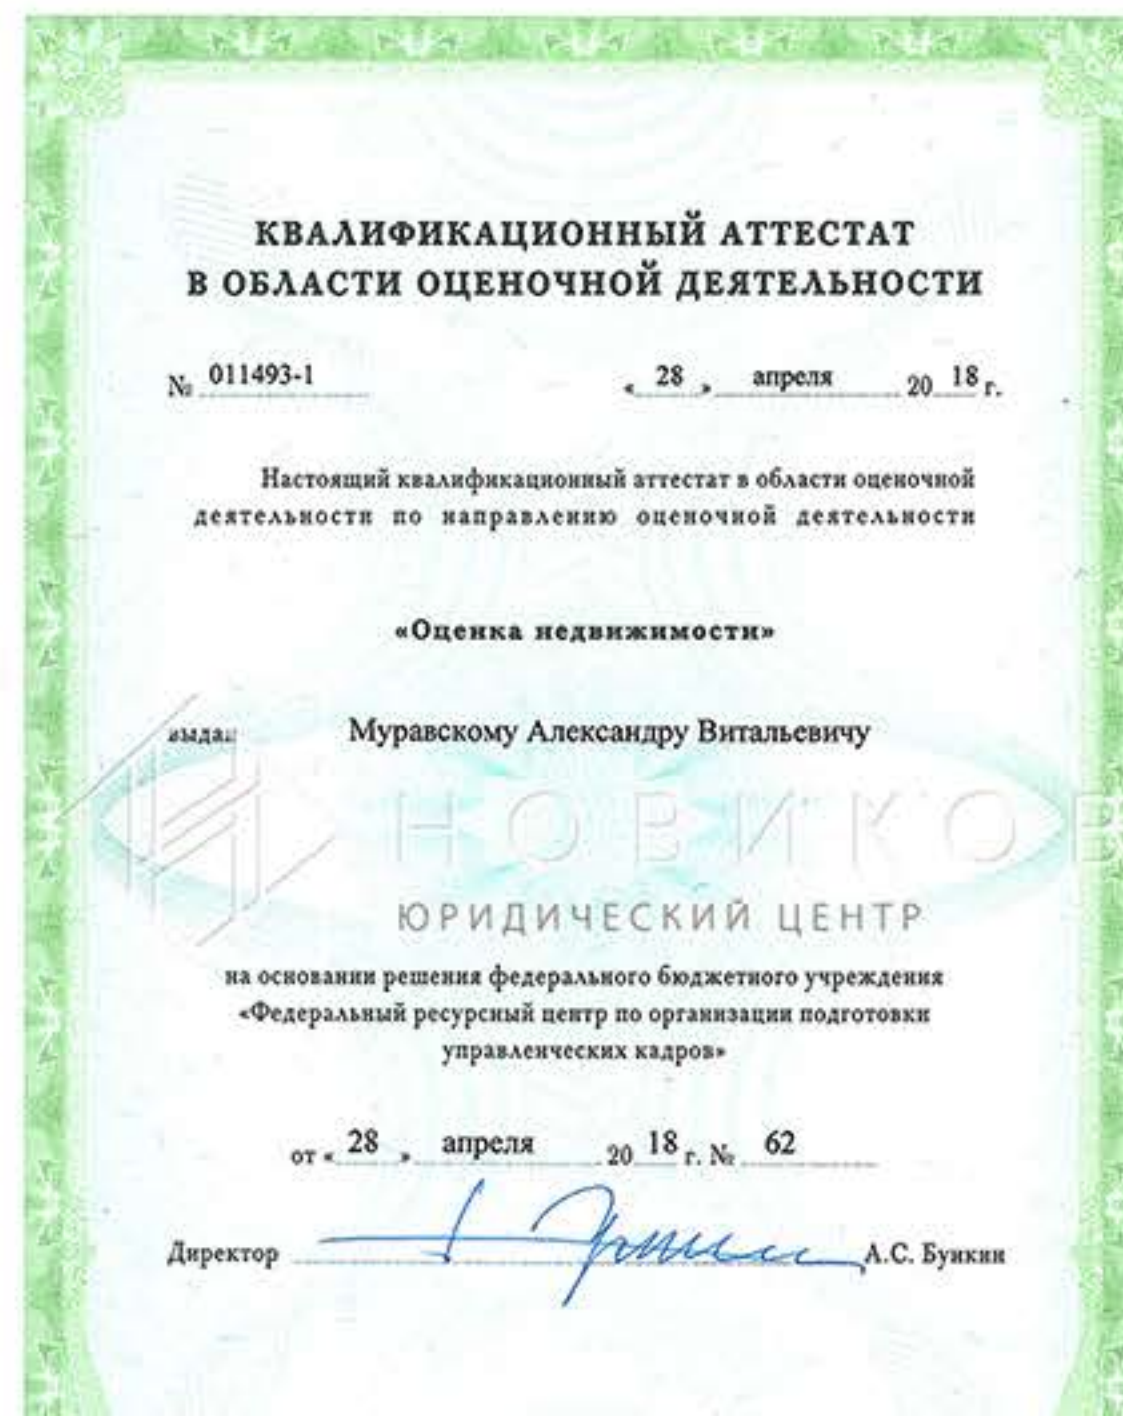 КВАЛИФИКАЦИОННЫЙ АТТЕСТАТ
В ОБЛАСТИ ОЦЕНОЧНОЙ ДЕЯТЕЛЬНОСТИ
№ 011493-1 « 28 » апреля 20 18 г.
Настоящий квалификационный аттестат в области оценочной
деятельности по направлению оценочной деятельности
«Оценка недвижимости»
выдан Муравскому Александру Витальевичу
НОВИКОВ
ЮРИДИЧЕСКИЙ ЦЕНТР
на основании решения федерального бюджетного учреждения
«Федеральный ресурсный центр по организации подготовки
управленческих кадров»
от « 28 » апреля 20 18 г. № 62
Директор А.С. Бункин